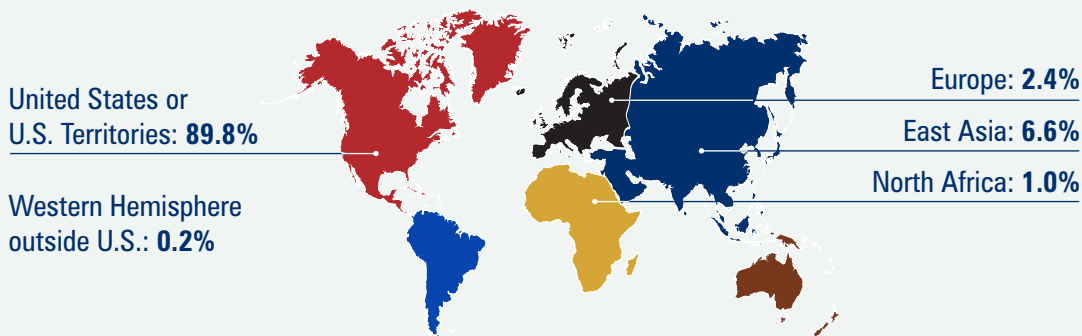 United States or
U.S. Territories: 89.8%
Western Hemisphere
outside U.S.: 0.2%
Europe: 2.4%
East Asia: 6.6%
North Africa: 1.0%